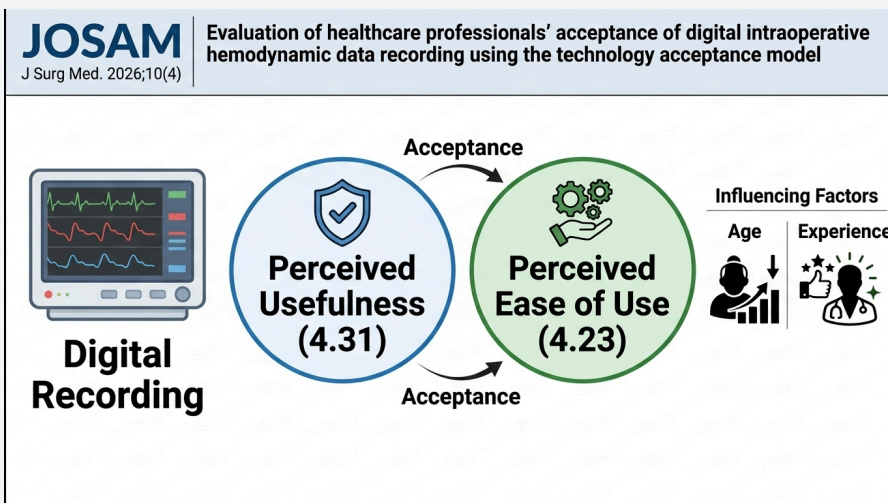 JOSAM
J Surg Med. 2026;10(4)
Evaluation of healthcare professionals’ acceptance of digital intraoperative
hemodynamic data recording using the technology acceptance model
Digital
Recording
Acceptance
Perceived
Usefulness
(4.31)
Perceived
Ease of Use
(4.23)
Acceptance
Influencing Factors
Age
Experience